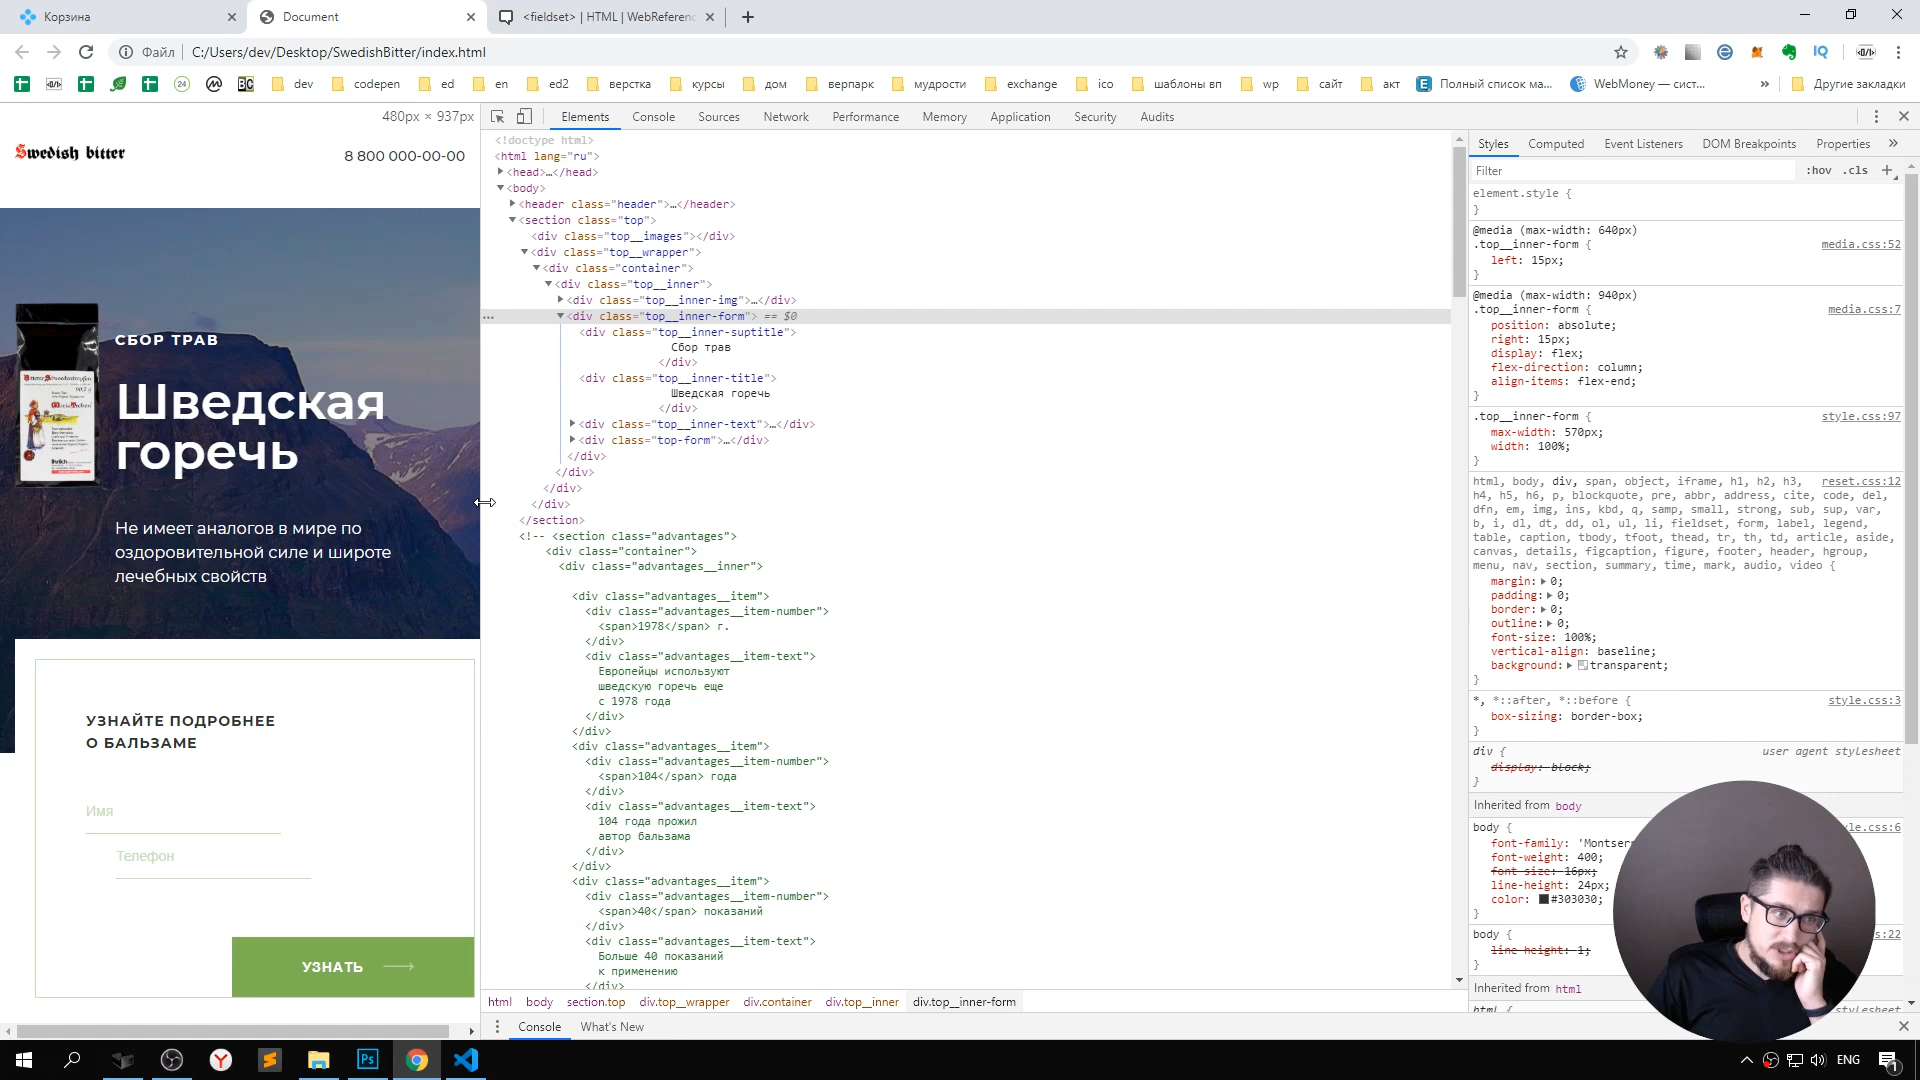 Корзина
Document
<fieldset> | HTML | WebReferenc
Файл
C:/Users/dev/Desktop/SwedishBitter/index.html
dev
codepen
ed
en
ed2
верстка
курсы
дом
верпарк
мудрости
exchange
ico
шаблоны вп
wp
сайт
акт
Полный список ма...
WebMoney — сист...
Другие закладки
480px × 937px
Swedish bitter
8 800 000-00-00
СБОР ТРАВ
Шведская
горечь
Не имеет аналогов в мире по
оздоровительной силе и широте
лечебных свойств
УЗНАЙТЕ ПОДРОБНЕЕ
О БАЛЬЗАМЕ
Имя
Телефон
УЗНАТЬ
Elements
Console
Sources
Network
Performance
Memory
Application
Security
Audits
<!doctype html>
<html lang="ru">
<head>…</head>
<body>
<header class="header">…</header>
<section class="top">
<div class="top__images"></div>
<div class="top__wrapper">
<div class="container">
<div class="top__inner">
<div class="top__inner-img">…</div>
<div class="top__inner-form"> == $0
<div class="top__inner-suptitle">
Сбор трав
</div>
<div class="top__inner-title">
Шведская горечь
</div>
<div class="top__inner-text">…</div>
<div class="top-form">…</div>
</div>
</div>
</div>
</div>
</section>
<!-- <section class="advantages">
<div class="container">
<div class="advantages__inner">
<div class="advantages__item">
<div class="advantages__item-number">
<span>1978</span> г.
</div>
<div class="advantages__item-text">
Европейцы используют
шведскую горечь еще
с 1978 года
</div>
</div>
<div class="advantages__item">
<div class="advantages__item-number">
<span>104</span> года
</div>
<div class="advantages__item-text">
104 года прожил
автор бальзама
</div>
</div>
<div class="advantages__item">
<div class="advantages__item-number">
<span>40</span> показаний
</div>
<div class="advantages__item-text">
Больше 40 показаний
к применению
</div>
html
body
section.top
div.top__wrapper
div.container
div.top__inner
div.top__inner-form
Console
What's New
Styles
Computed
Event Listeners
DOM Breakpoints
Properties
Filter
:hov
.cls
element.style {
}
@media (max-width: 640px)
.top__inner-form {
media.css:52
left: 15px;
}
@media (max-width: 940px)
.top__inner-form {
media.css:7
position: absolute;
right: 15px;
display: flex;
flex-direction: column;
align-items: flex-end;
}
.top__inner-form {
style.css:97
max-width: 570px;
width: 100%;
}
html, body, div, span, object, iframe, h1, h2, h3,
reset.css:12
h4, h5, h6, p, blockquote, pre, abbr, address, cite, code, del,
dfn, em, img, ins, kbd, q, samp, small, strong, sub, sup, var,
b, i, dl, dt, dd, ol, ul, li, fieldset, form, label, legend,
table, caption, tbody, tfoot, thead, tr, th, td, article, aside,
canvas, details, figcaption, figure, footer, header, hgroup,
menu, nav, section, summary, time, mark, audio, video {
margin: 0;
padding: 0;
border: 0;
outline: 0;
font-size: 100%;
vertical-align: baseline;
background: transparent;
}
*, *::after, *::before {
style.css:3
box-sizing: border-box;
}
div {
user agent stylesheet
display: block;
}
Inherited from body
body {
yle.css:6
font-family: 'Montser
font-weight: 400;
font-size: 16px;
line-height: 24px;
color: #303030;
}
body {
s:22
line-height: 1;
}
Inherited from html
html {
stylesheet
ENG